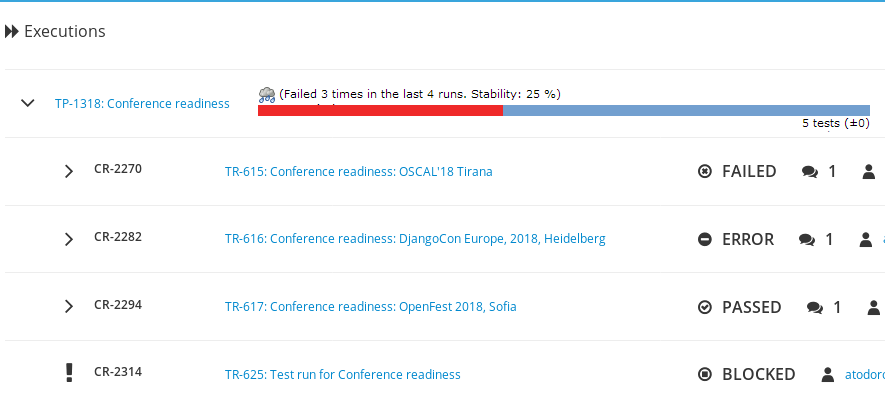 Executions
TP-1318: Conference readiness
(Failed 3 times in the last 4 runs. Stability: 25 %)
5 tests (±0)
CR-2270 TR-615: Conference readiness: OSCAL'18 Tirana FAILED 1
CR-2282 TR-616: Conference readiness: DjangoCon Europe, 2018, Heidelberg ERROR 1
CR-2294 TR-617: Conference readiness: OpenFest 2018, Sofia PASSED 1
CR-2314 TR-625: Test run for Conference readiness BLOCKED